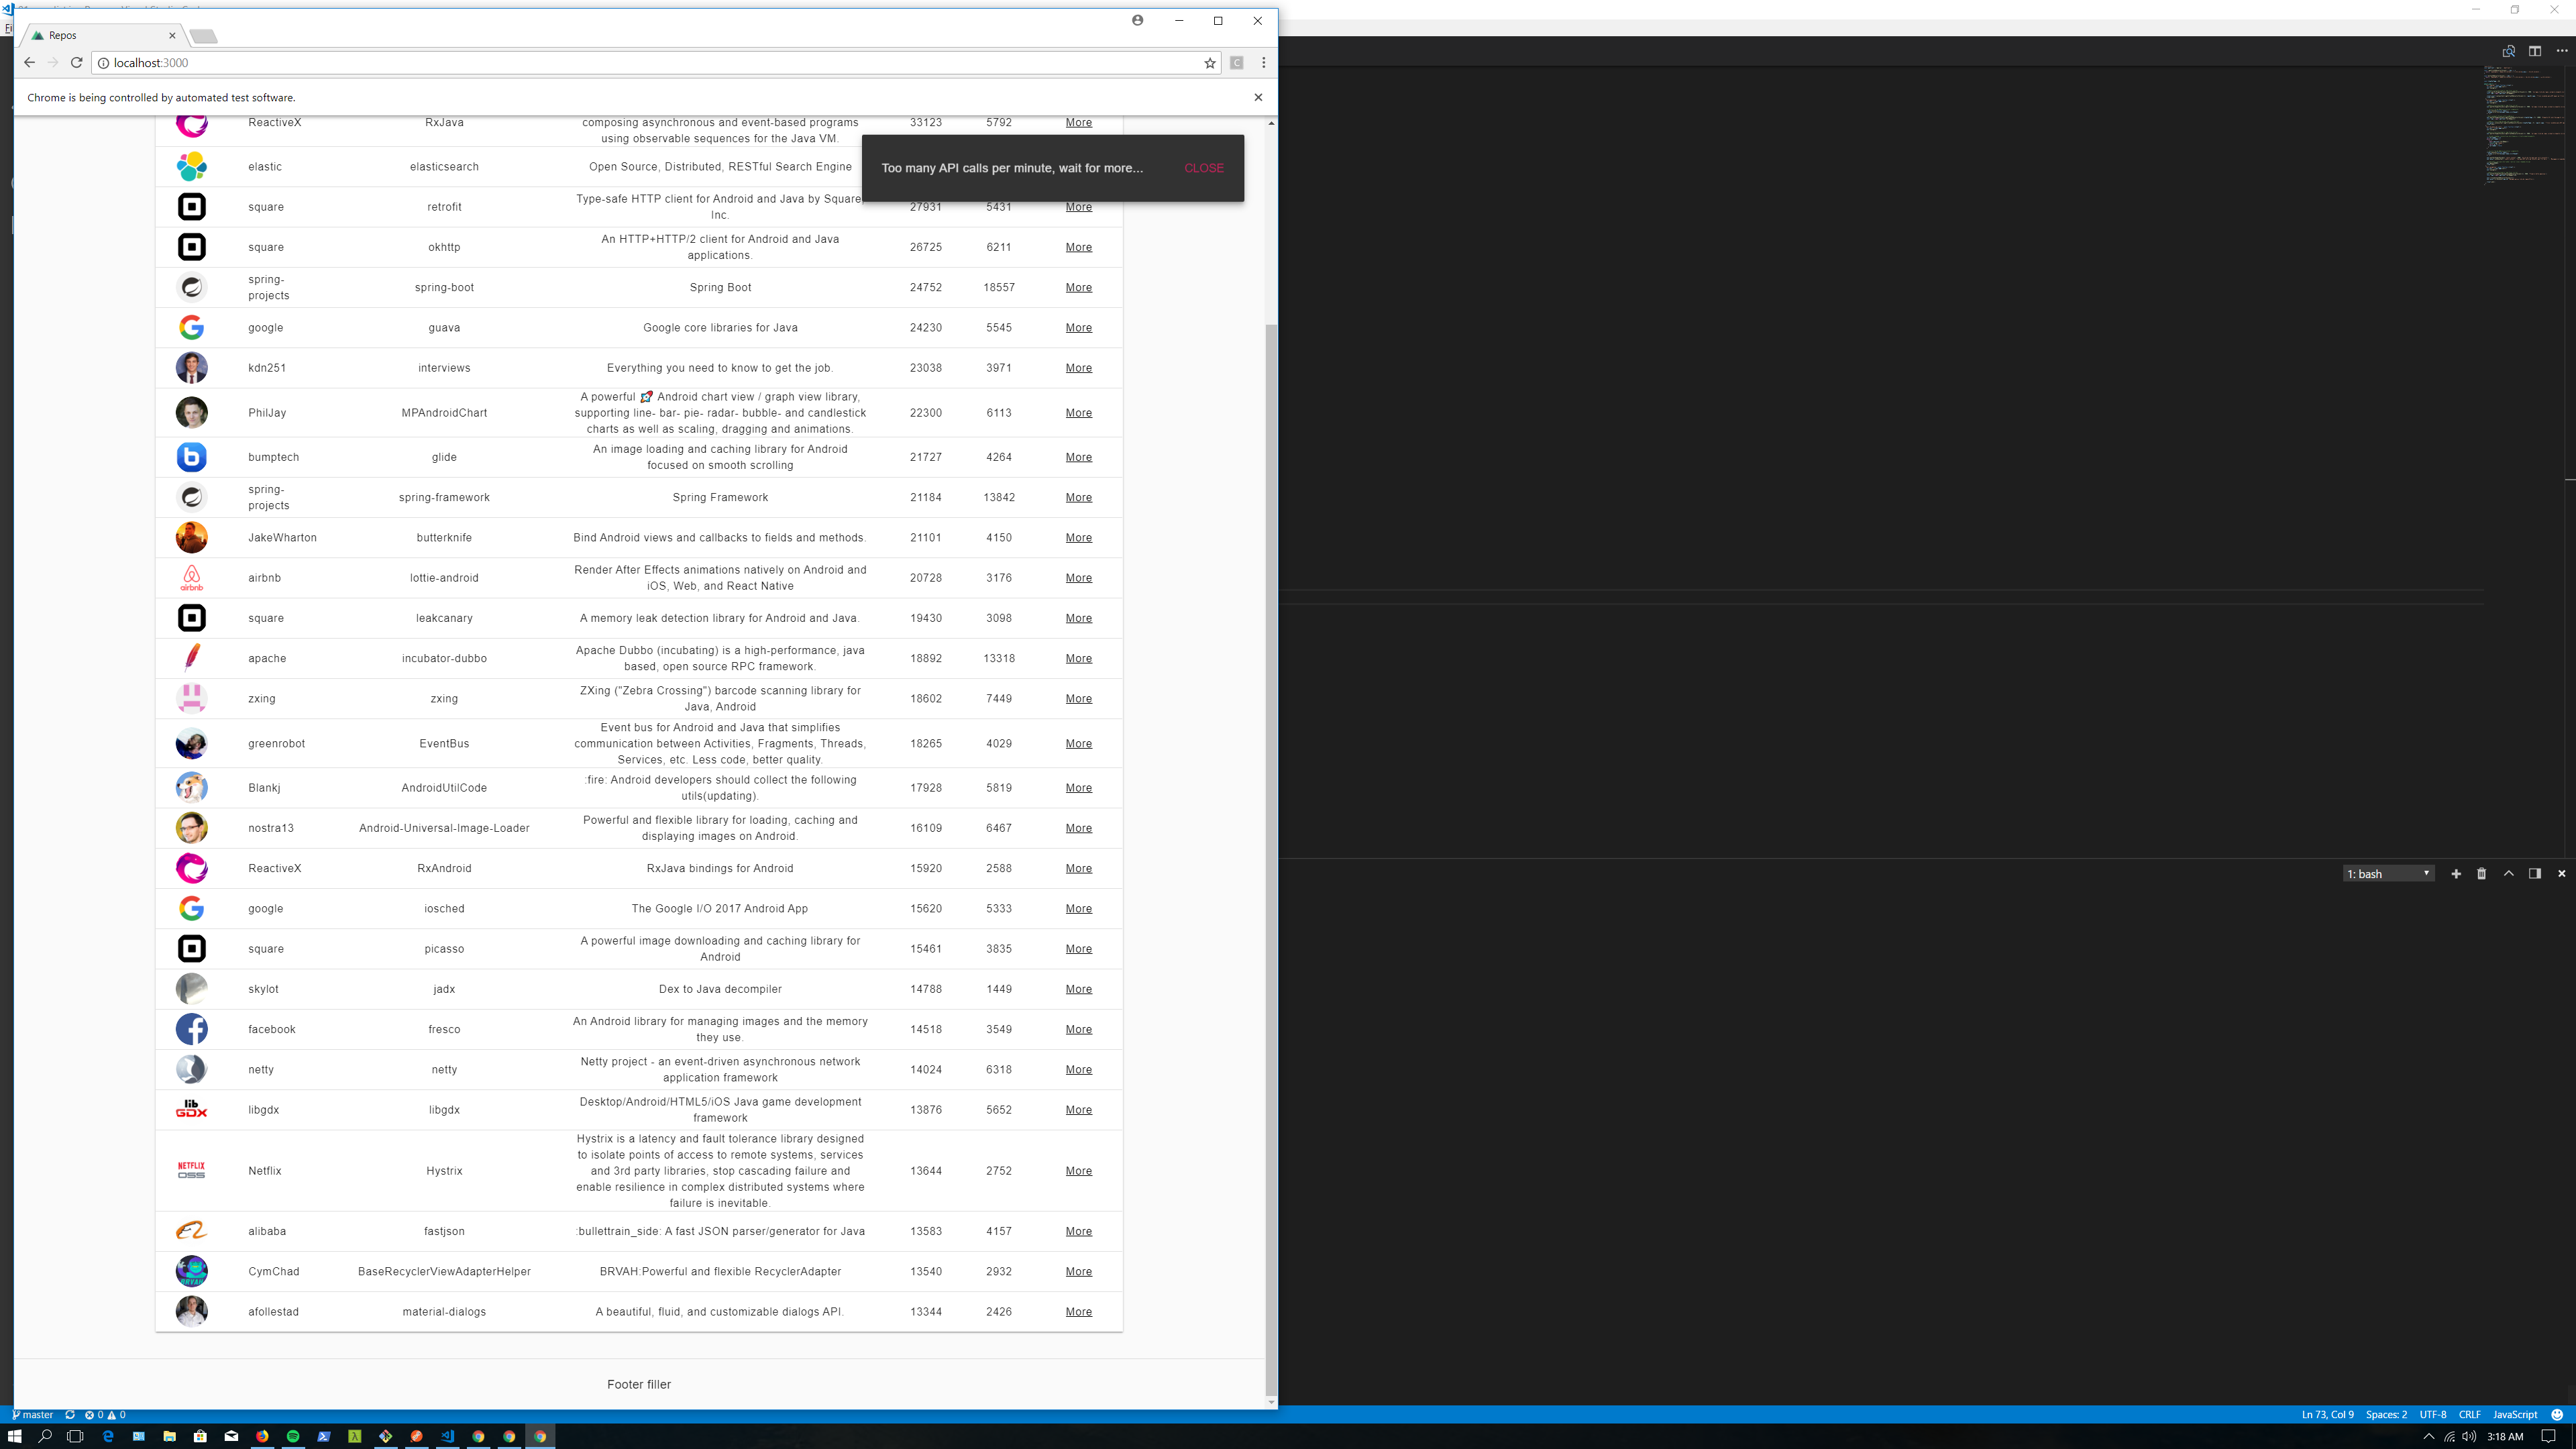 Repos
localhost:3000
Chrome is being controlled by automated test software.
ReactiveX RxJava composing asynchronous and event-based programs 33123 5792 More
using observable sequences for the Java VM.
Too many API calls per minute, wait for more... CLOSE
elastic elasticsearch Open Source, Distributed, RESTful Search Engine
square retrofit Type-safe HTTP client for Android and Java by Square, 27931 5431 More
Inc.
square okhttp An HTTP+HTTP/2 client for Android and Java 26725 6211 More
applications.
spring- spring-boot Spring Boot 24752 18557 More
projects
google guava Google core libraries for Java 24230 5545 More
kdn251 interviews Everything you need to know to get the job. 23038 3971 More
A powerful 🚀 Android chart view / graph view library,
PhilJay MPAndroidChart supporting line- bar- pie- radar- bubble- and candlestick 22300 6113 More
charts as well as scaling, dragging and animations.
bumptech glide An image loading and caching library for Android 21727 4264 More
focused on smooth scrolling
spring- spring-framework Spring Framework 21184 13842 More
projects
JakeWharton butterknife Bind Android views and callbacks to fields and methods. 21101 4150 More
airbnb
airbnb lottie-android Render After Effects animations natively on Android and 20728 3176 More
iOS, Web, and React Native
square leakcanary A memory leak detection library for Android and Java. 19430 3098 More
apache incubator-dubbo Apache Dubbo (incubating) is a high-performance, java 18892 13318 More
based, open source RPC framework.
zxing zxing ZXing ("Zebra Crossing") barcode scanning library for 18602 7449 More
Java, Android
Event bus for Android and Java that simplifies
greenrobot EventBus communication between Activities, Fragments, Threads, 18265 4029 More
Services, etc. Less code, better quality.
Blankj AndroidUtilCode :fire: Android developers should collect the following 17928 5819 More
utils(updating).
nostra13 Android-Universal-Image-Loader Powerful and flexible library for loading, caching and 16109 6467 More
displaying images on Android.
ReactiveX RxAndroid RxJava bindings for Android 15920 2588 More
google iosched The Google I/O 2017 Android App 15620 5333 More
square picasso A powerful image downloading and caching library for 15461 3835 More
Android
skylot jadx Dex to Java decompiler 14788 1449 More
facebook fresco An Android library for managing images and the memory 14518 3549 More
they use.
netty netty Netty project - an event-driven asynchronous network 14024 6318 More
application framework
lib
GDX
libgdx libgdx Desktop/Android/HTML5/iOS Java game development 13876 5652 More
framework
Hystrix is a latency and fault tolerance library designed
to isolate points of access to remote systems, services
NETFLIX
OSS
Netflix Hystrix and 3rd party libraries, stop cascading failure and 13644 2752 More
enable resilience in complex distributed systems where
failure is inevitable.
alibaba fastjson :bullettrain_side: A fast JSON parser/generator for Java 13583 4157 More
BRVAH
CymChad BaseRecyclerViewAdapterHelper BRVAH:Powerful and flexible RecyclerAdapter 13540 2932 More
afollestad material-dialogs A beautiful, fluid, and customizable dialogs API. 13344 2426 More
Footer filler
1: bash
master 0 0
Ln 73, Col 9 Spaces: 2 UTF-8 CRLF JavaScript
3:18 AM